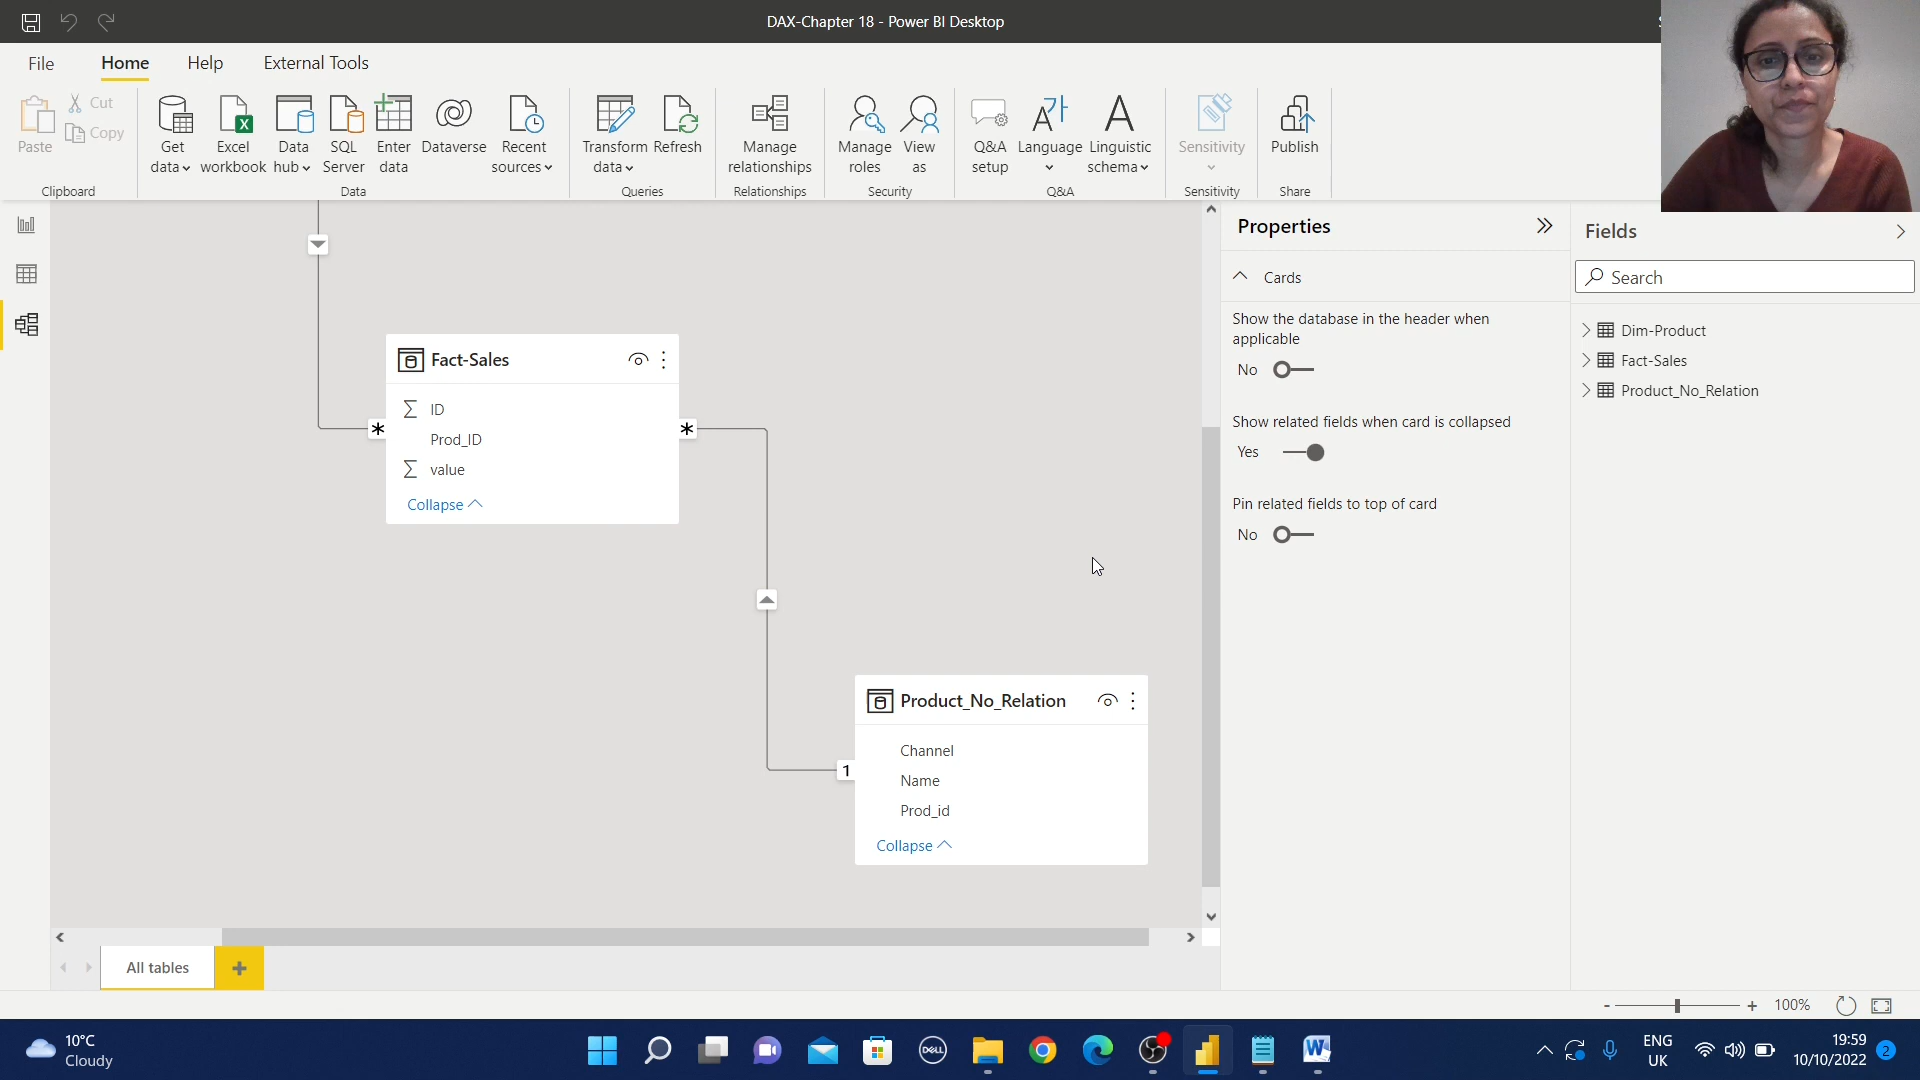 DAX-Chapter 18 - Power BI Desktop
File Home Help External Tools
Paste
Cut
Copy
Clipboard
Get data
Excel workbook
Data hub
SQL Server
Enter data
Dataverse
Recent sources
Data
Transform data
Refresh
Queries
Manage relationships
Relationships
Manage roles
View as
Security
Q&A setup
Language
Linguistic schema
Q&A
Sensitivity
Sensitivity
Publish
Share
Fact-Sales
ID
Prod_ID
value
Collapse
*
*
1
Product_No_Relation
Channel
Name
Prod_id
Collapse
All tables
Properties
Cards
Show the database in the header when
applicable
No
Show related fields when card is collapsed
Yes
Pin related fields to top of card
No
Fields
Search
Dim-Product
Fact-Sales
Product_No_Relation
- + 100%
10°C
Cloudy
DELL
ENG
UK
19:59
10/10/2022
2